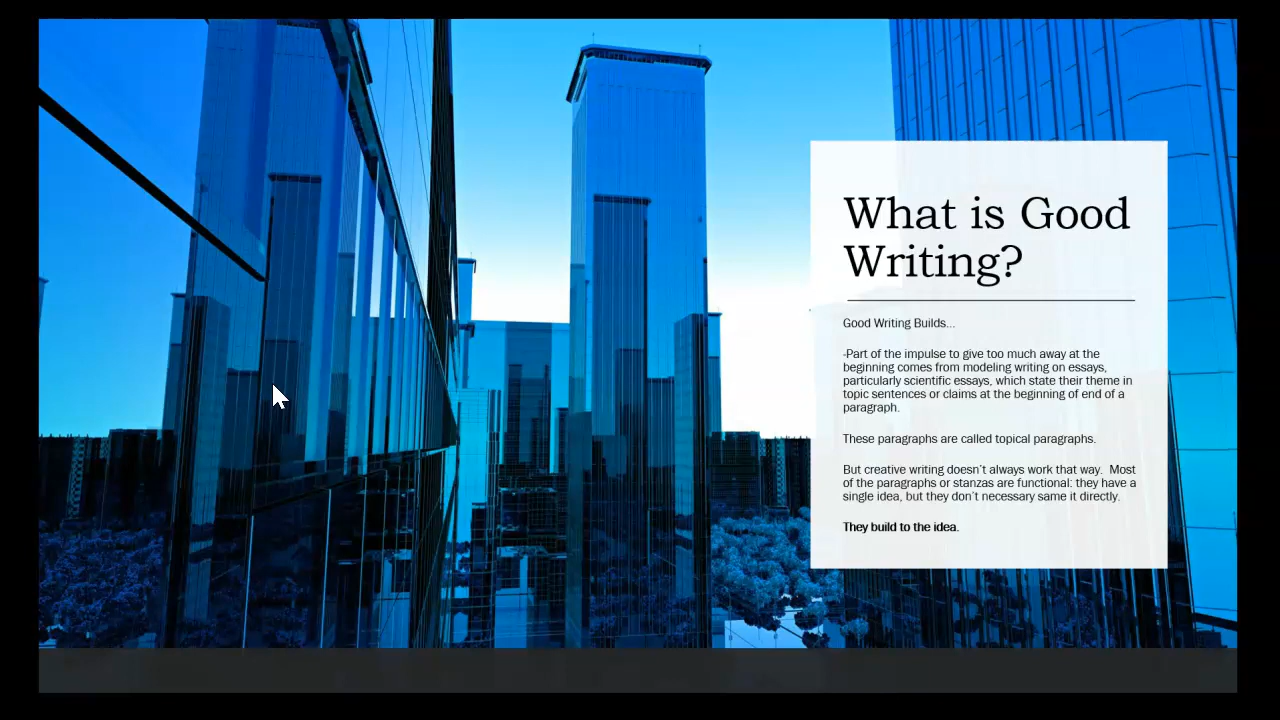 What is Good
Writing?
Good Writing Builds...
-Part of the impulse to give too much away at the
beginning comes from modeling writing on essays,
particularly scientific essays, which state their theme in
topic sentences or claims at the beginning of end of a
paragraph.
These paragraphs are called topical paragraphs.
But creative writing doesn't always work that way.  Most
of the paragraphs or stanzas are functional: they have a
single idea, but they don't necessary same it directly.
They build to the idea.